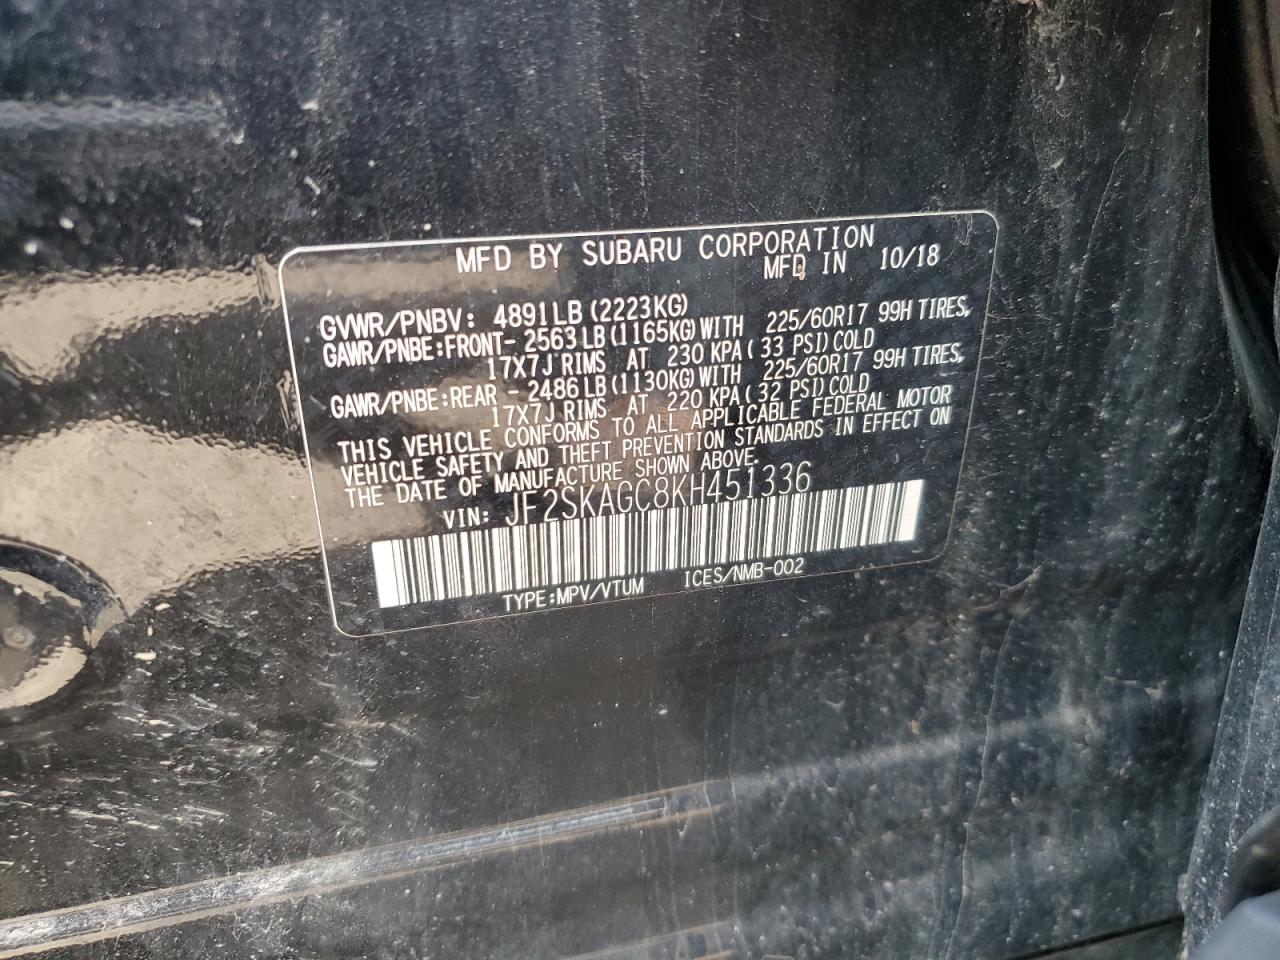 MFD BY SUBARU CORPORATION
MFD IN 10/18
GVWR/PNBV: 4891LB (2223KG)
GAWR/PNBE:FRONT- 2563LB (1165KG) WITH 225/60R17 99H TIRES,
17X7J RIMS AT 230 KPA ( 33 PSI) COLD
GAWR/PNBE:REAR - 2486LB (1130KG) WITH 225/60R17 99H TIRES,
17X7J RIMS AT 220 KPA ( 32 PSI) COLD
THIS VEHICLE CONFORMS TO ALL APPLICABLE FEDERAL MOTOR
VEHICLE SAFETY AND THEFT PREVENTION STANDARDS IN EFFECT ON
THE DATE OF MANUFACTURE SHOWN ABOVE.
VIN: JF2SKAGC8KH451336
TYPE:MPV/VTUM ICES/NMB-002